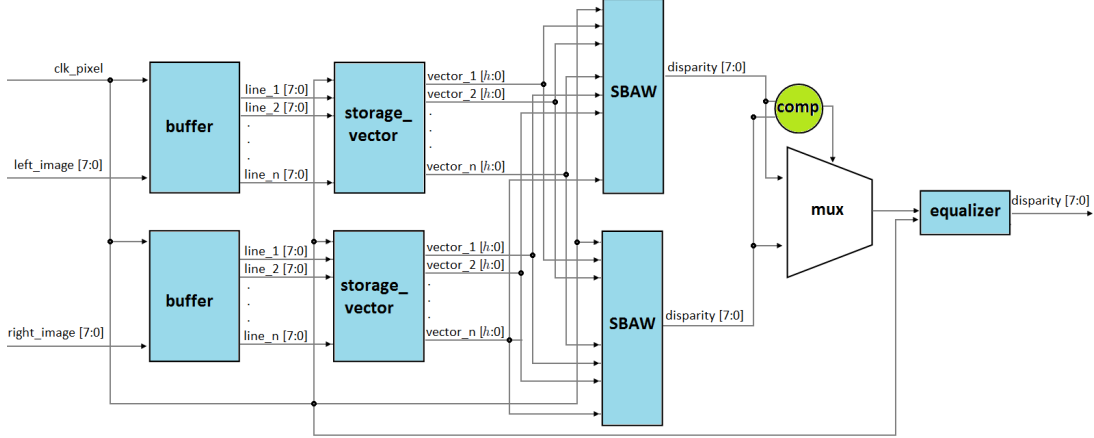 clk_pixel
left_image [7:0]
buffer
line_1 [7:0]
line_2 [7:0]
.
.
.
line_n [7:0]
storage_
vector
vector_1 [h:0]
vector_2 [h:0]
.
.
.
vector_n [h:0]
SBAW
disparity [7:0]
comp
mux
equalizer
disparity [7:0]
right_image [7:0]
buffer
line_1 [7:0]
line_2 [7:0]
.
.
.
line_n [7:0]
storage_
vector
vector_1 [h:0]
vector_2 [h:0]
.
.
.
vector_n [h:0]
SBAW
disparity [7:0]